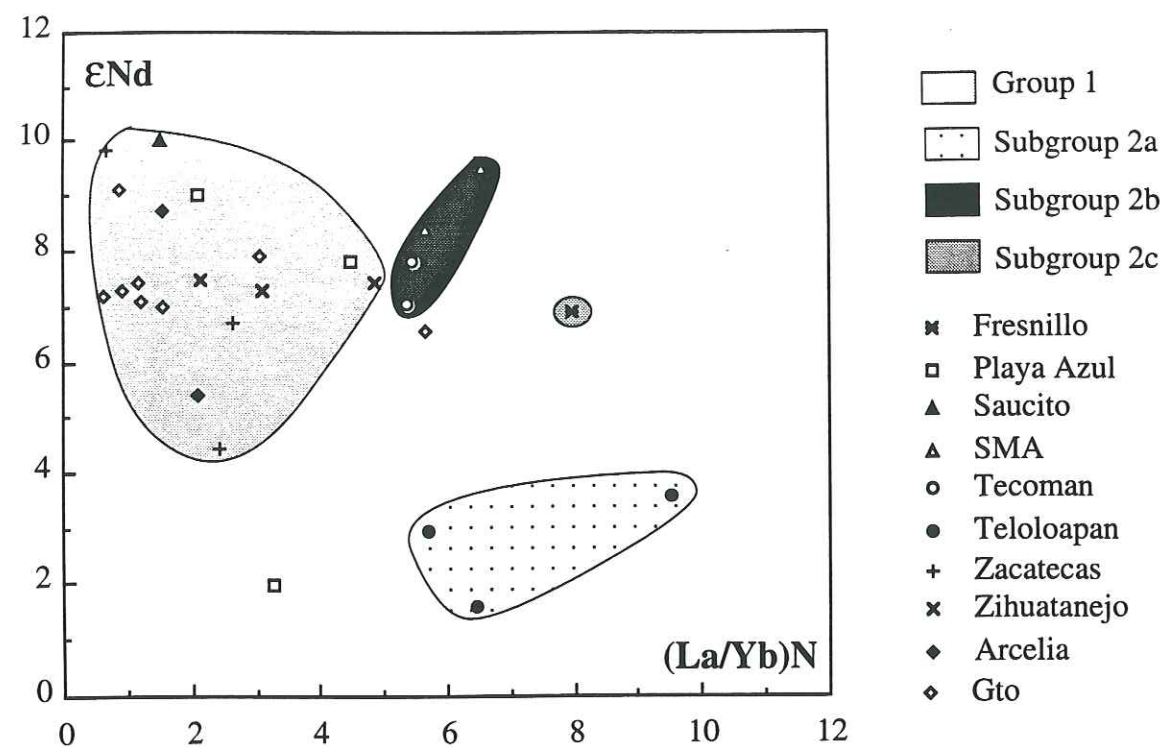 12
εNd
10
8
6
4
2
0
(La/Yb)N
0 2 4 6 8 10 12
Group 1
Subgroup 2a
Subgroup 2b
Subgroup 2c
Fresnillo
Playa Azul
Saucito
SMA
Tecoman
Teloloapan
Zacatecas
Zihuatanejo
Arcelia
Gto